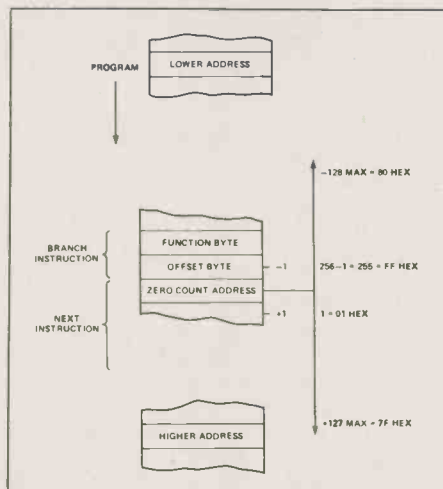 LOWER ADDRESS
PROGRAM
−128 MAX = 80 HEX
FUNCTION BYTE
BRANCH
INSTRUCTION
OFFSET BYTE
−1
256−1 = 255 = FF HEX
ZERO COUNT ADDRESS
NEXT
INSTRUCTION
+1
1 = 01 HEX
HIGHER ADDRESS
+127 MAX = 7F HEX